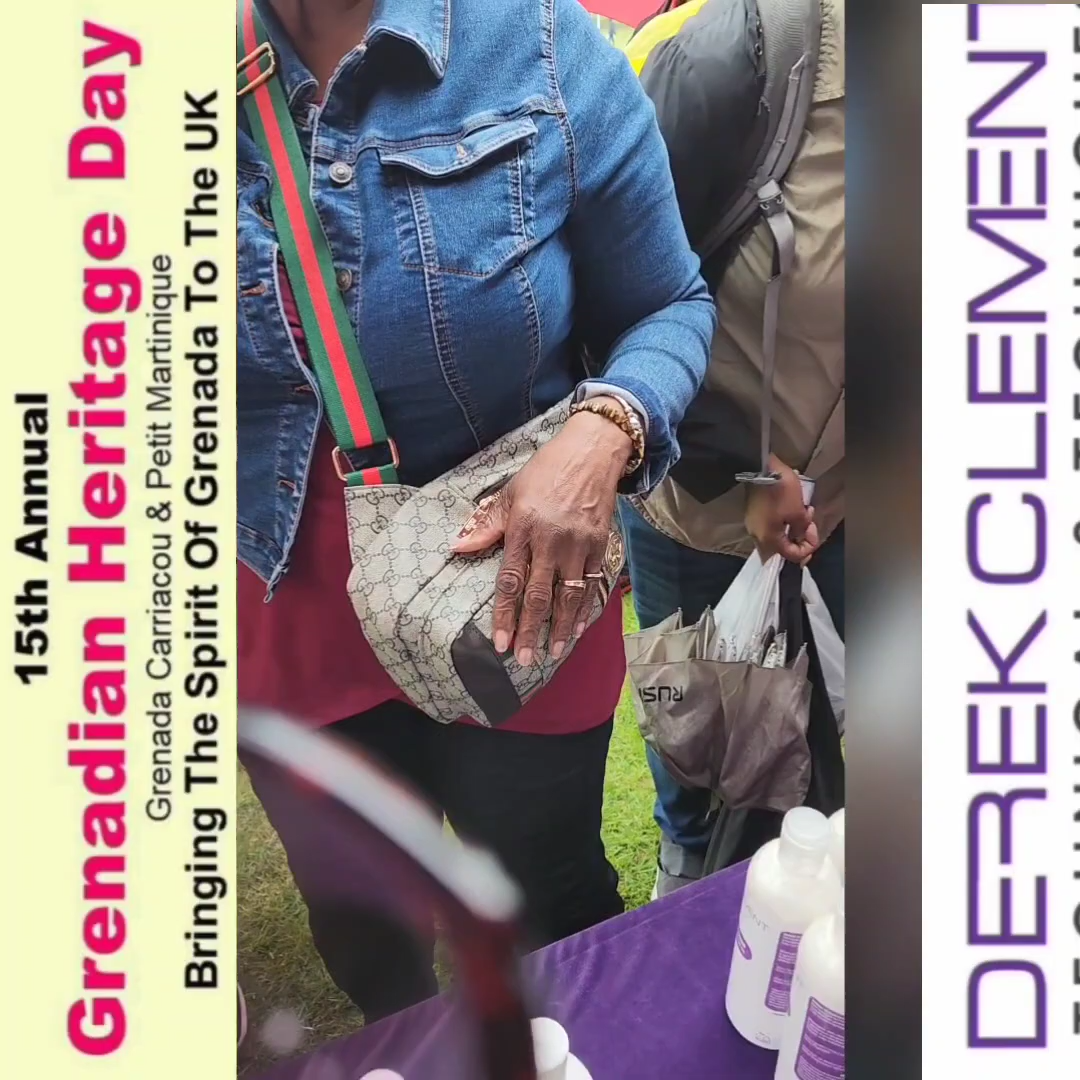 15th Annual
Grenadian Heritage Day
Grenada Carriacou & Petit Martinique
Bringing The Spirit Of Grenada To The UK
RUSS
DEREK CLEMENT